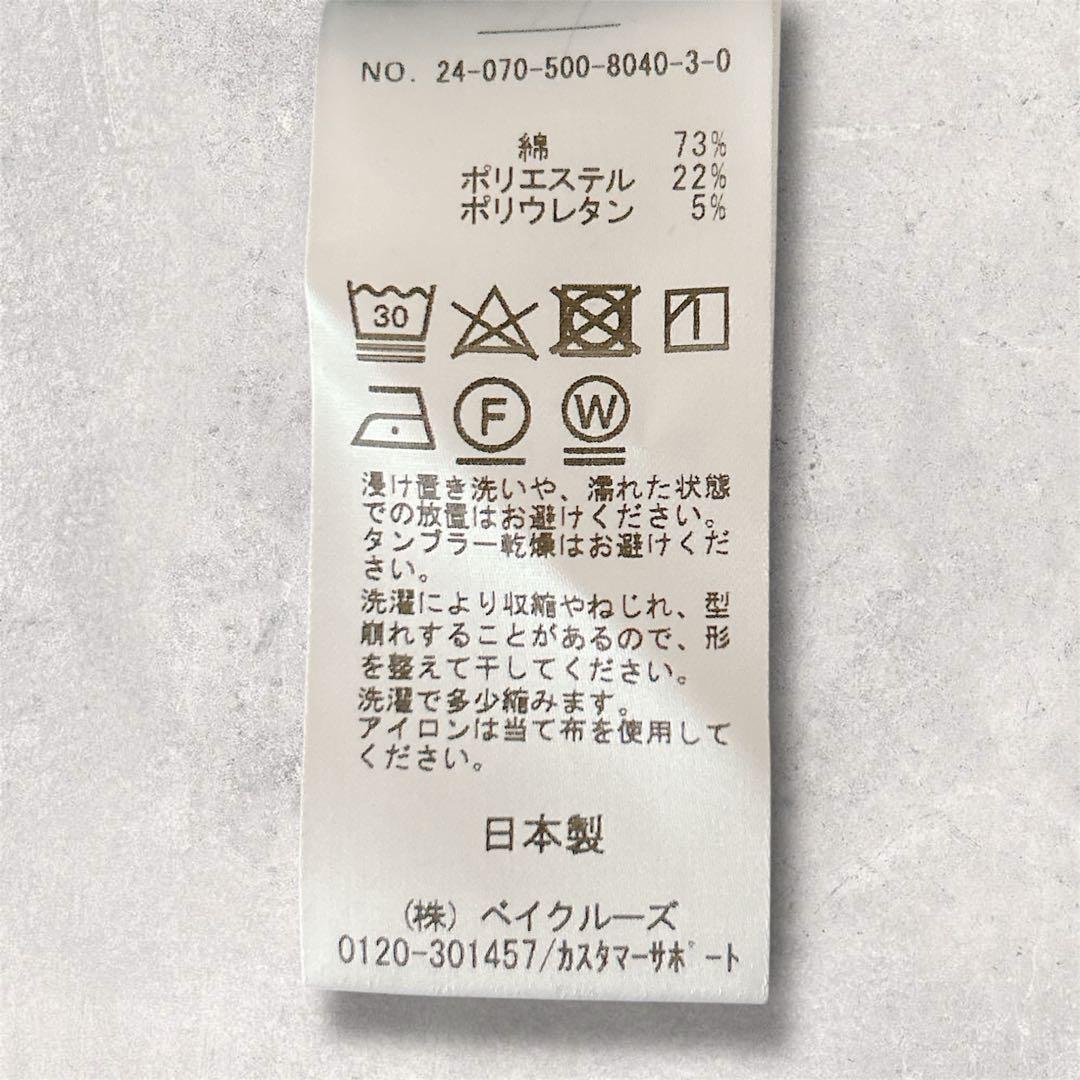 NO. 24-070-500-8040-3-0
綿 73%
ポリエステル 22%
ポリウレタン 5%
30
F W
浸け置き洗いや、濡れた状態
での放置はお避けください。
タンブラー乾燥はお避けくだ
さい。
洗濯により収縮やねじれ、型
崩れすることがあるので、形
を整えて干してください。
洗濯で多少縮みます。
アイロンは当て布を使用して
ください。
日本製
(株) ベイクルーズ
0120-301457/カスタマーサポート